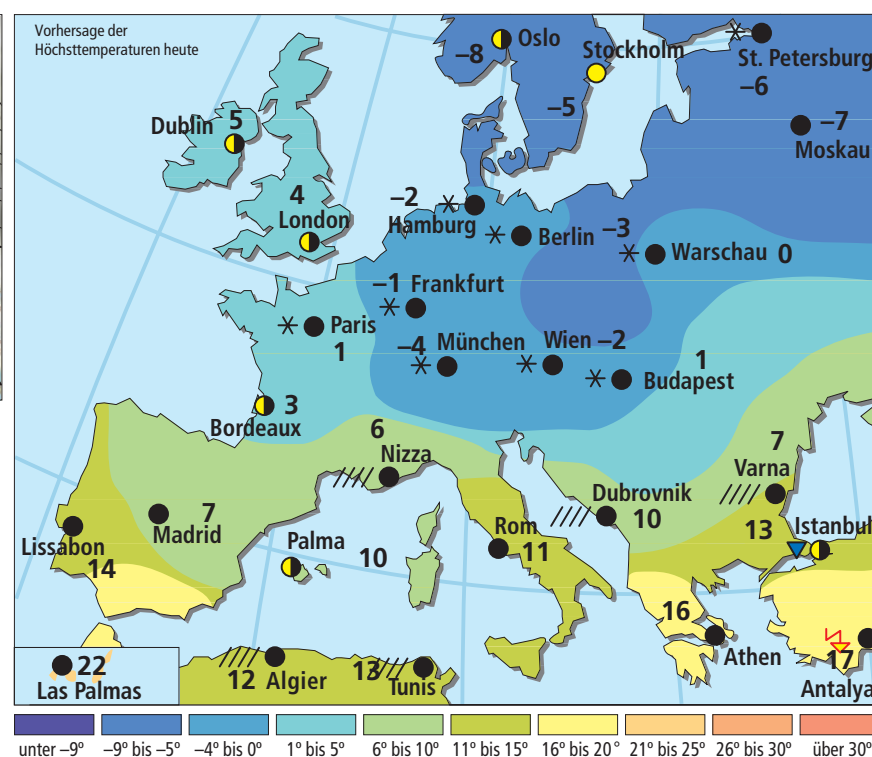 Vorhersage der
Höchsttemperaturen heute
Oslo
–8
Stockholm
–5
St. Petersburg
–6
–7
Moskau
Dublin 5
4
London
–2
Hamburg
Berlin
–3
Warschau 0
–1 Frankfurt
Paris
1
–4 München
Wien –2
1
Budapest
3
Bordeaux
6
Nizza
7
Varna
Dubrovnik
10
13 Istanbul
Lissabon
14
7
Madrid
Palma
10
Rom
11
16
Athen
17
Antalya
22
Las Palmas
12 Algier
13
Tunis
unter –9° –9° bis –5° –4° bis 0° 1° bis 5° 6° bis 10° 11° bis 15° 16° bis 20° 21° bis 25° 26° bis 30° über 30°